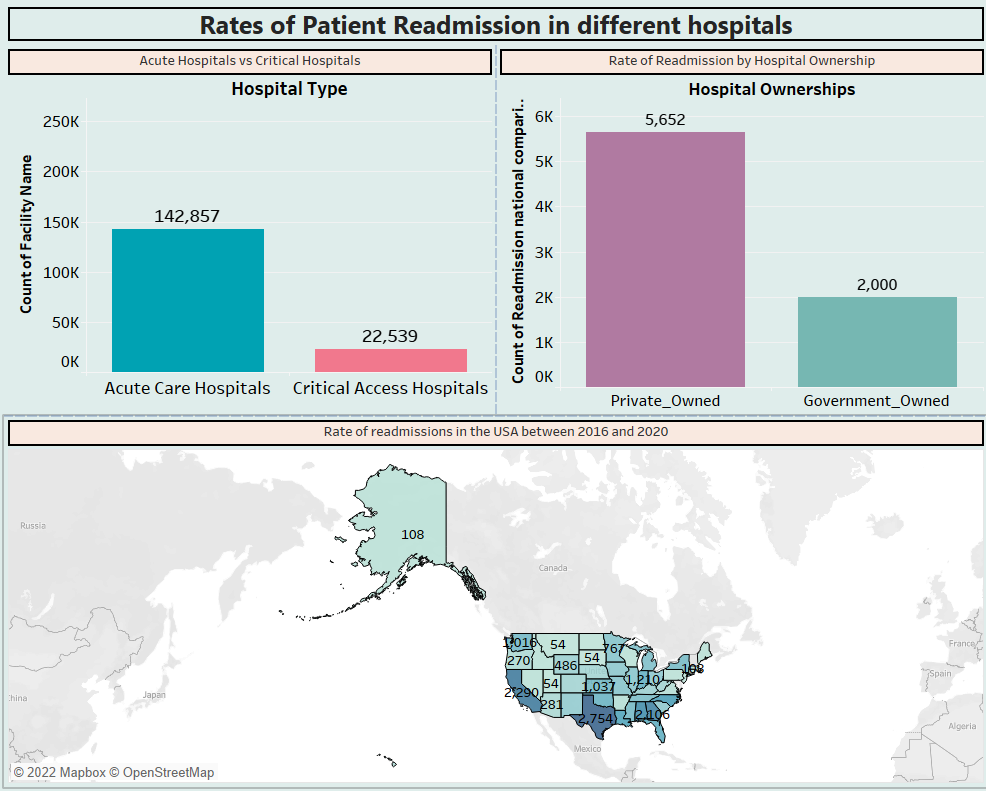 Rates of Patient Readmission in different hospitals
Acute Hospitals vs Critical Hospitals
Hospital Type
Count of Facility Name
250K
200K
150K
100K
50K
0K
142,857
22,539
Acute Care Hospitals
Critical Access Hospitals
Rate of Readmission by Hospital Ownership
Hospital Ownerships
Count of Readmission national compari..
6K
5K
4K
3K
2K
1K
0K
5,652
2,000
Private_Owned
Government_Owned
Rate of readmissions in the USA between 2016 and 2020
Russia
108
Canada
1,016
54
767
270
486
54
108
France
54
1,037
1,210
Spain
Japan
2,290
281
2,754
2,106
Algeria
Mexico
© 2022 Mapbox © OpenStreetMap